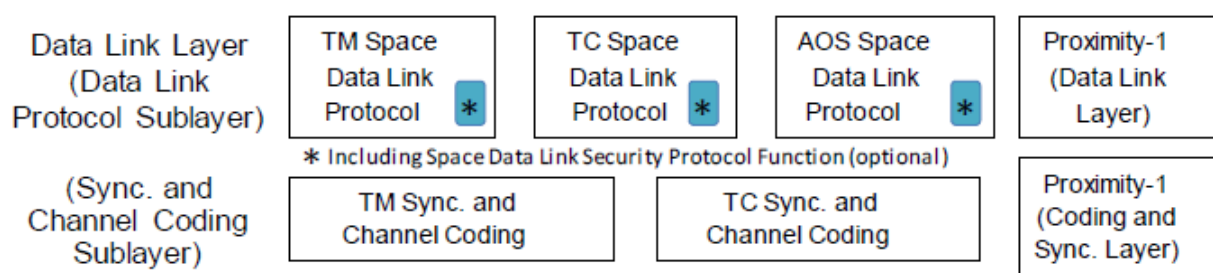 Data Link Layer
(Data Link
Protocol Sublayer)
TM Space
Data Link
Protocol *
TC Space
Data Link
Protocol *
AOS Space
Data Link
Protocol *
Proximity-1
(Data Link
Layer)
* Including Space Data Link Security Protocol Function (optional)
(Sync. and
Channel Coding
Sublayer)
TM Sync. and
Channel Coding
TC Sync. and
Channel Coding
Proximity-1
(Coding and
Sync. Layer)